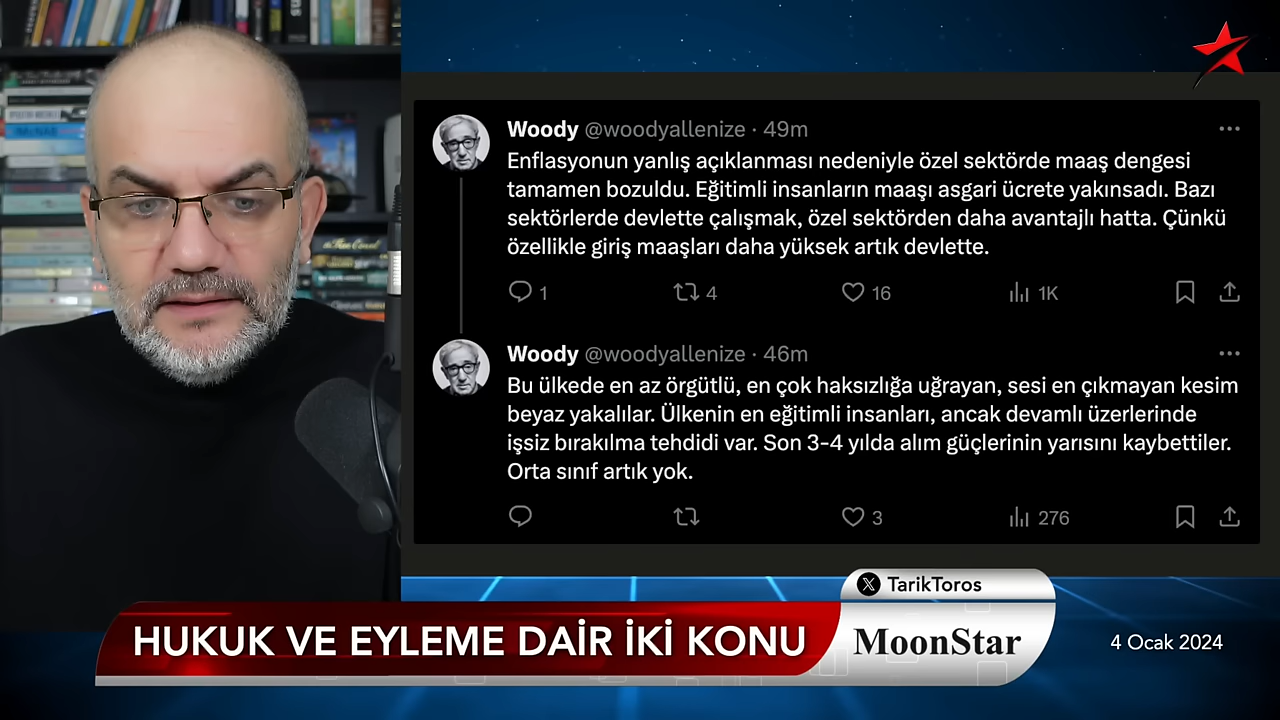 Woody @woodyallenize · 49m
Enflasyonun yanlış açıklanması nedeniyle özel sektörde maaş dengesi
tamamen bozuldu. Eğitimli insanların maaşı asgari ücrete yakınsadı. Bazı
sektörlerde devlette çalışmak, özel sektörden daha avantajlı hatta. Çünkü
özellikle giriş maaşları daha yüksek artık devlette.
1 4 16 1K
Woody @woodyallenize · 46m
Bu ülkede en az örgütlü, en çok haksızlığa uğrayan, sesi en çıkmayan kesim
beyaz yakalılar. Ülkenin en eğitimli insanları, ancak devamlı üzerlerinde
işsiz bırakılma tehdidi var. Son 3-4 yılda alım güçlerinin yarısını kaybettiler.
Orta sınıf artık yok.
3 276
TarikToros
HUKUK VE EYLEME DAİR İKİ KONU
MoonStar
4 Ocak 2024